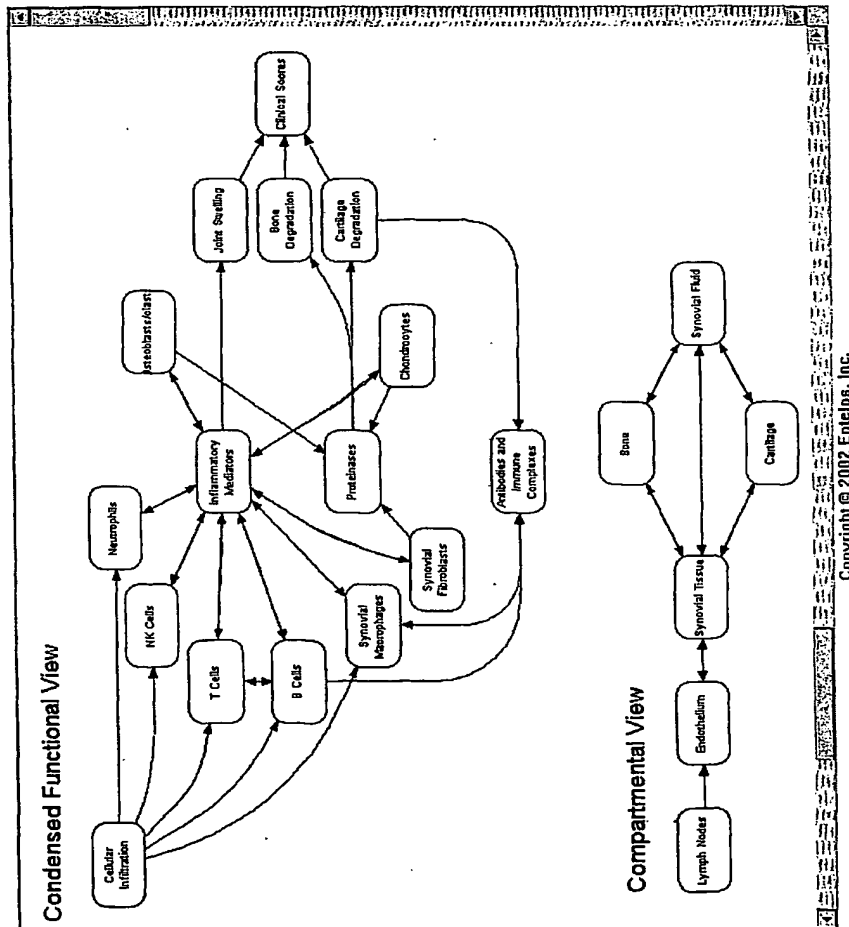 Condensed Functional View
Cellular
Infiltration
Neutrophils
NK Cells
T Cells
B Cells
Synovial
Macrophages
Synovial
Fibroblasts
Inflammatory
Mediators
Proteinases
Antibodies and
Immune
Complexes
steoblasts/clast
Chondrocytes
Joint Swelling
Bone
Degradation
Cartilage
Degradation
Clinical Scores
Compartmental View
Lymph Nodes
Endothelium
Synovial Tissue
Bone
Cartilage
Synovial Fluid
Copyright © 2002 Entelos, Inc.